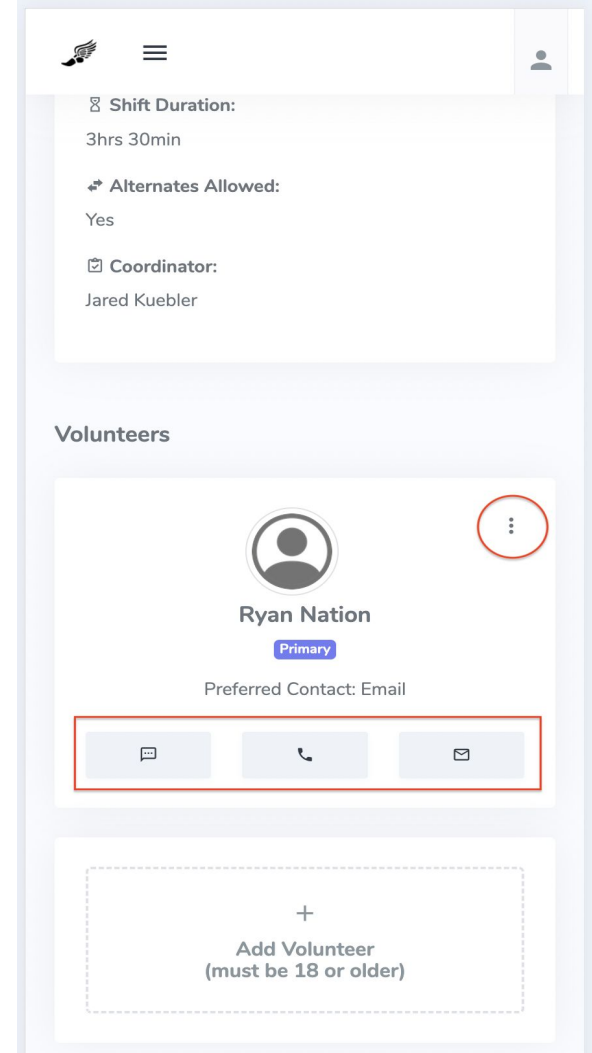 Shift Duration:
3hrs 30min
Alternates Allowed:
Yes
Coordinator:
Jared Kuebler
Volunteers
Ryan Nation
Primary
Preferred Contact: Email
Add Volunteer
(must be 18 or older)